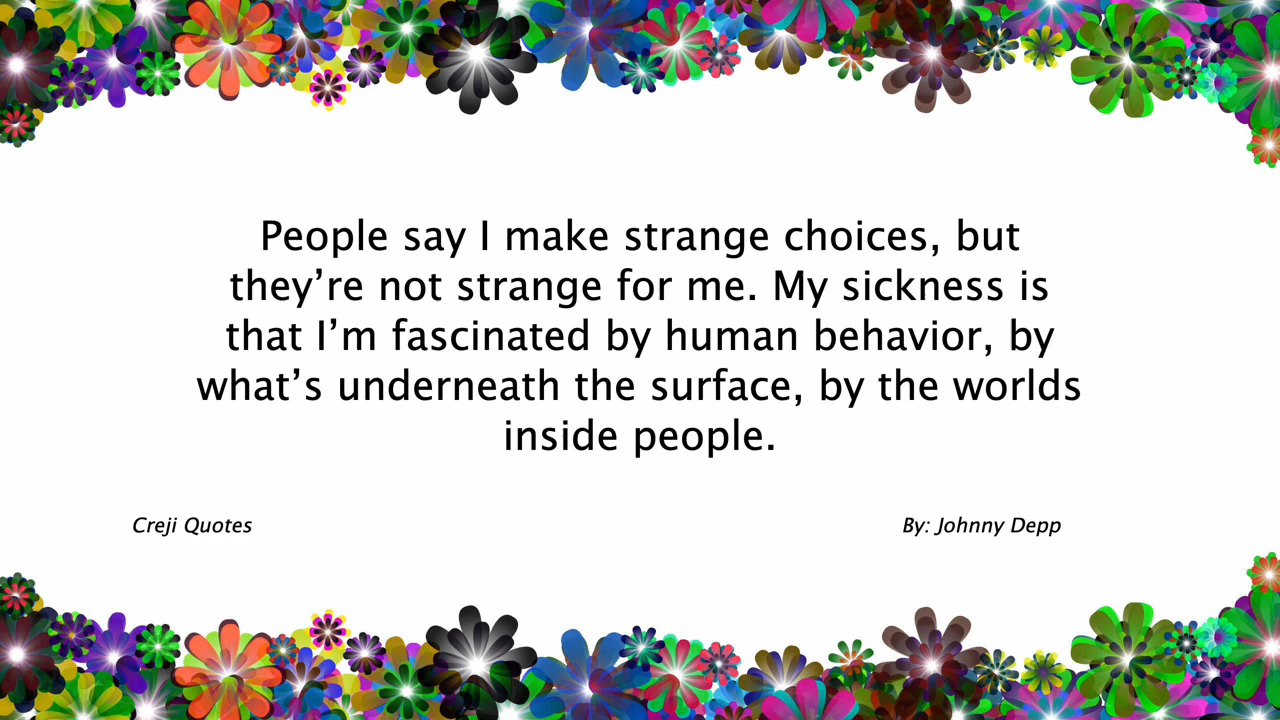 People say I make strange choices, but
they’re not strange for me. My sickness is
that I’m fascinated by human behavior, by
what’s underneath the surface, by the worlds
inside people.
Creji Quotes
By: Johnny Depp